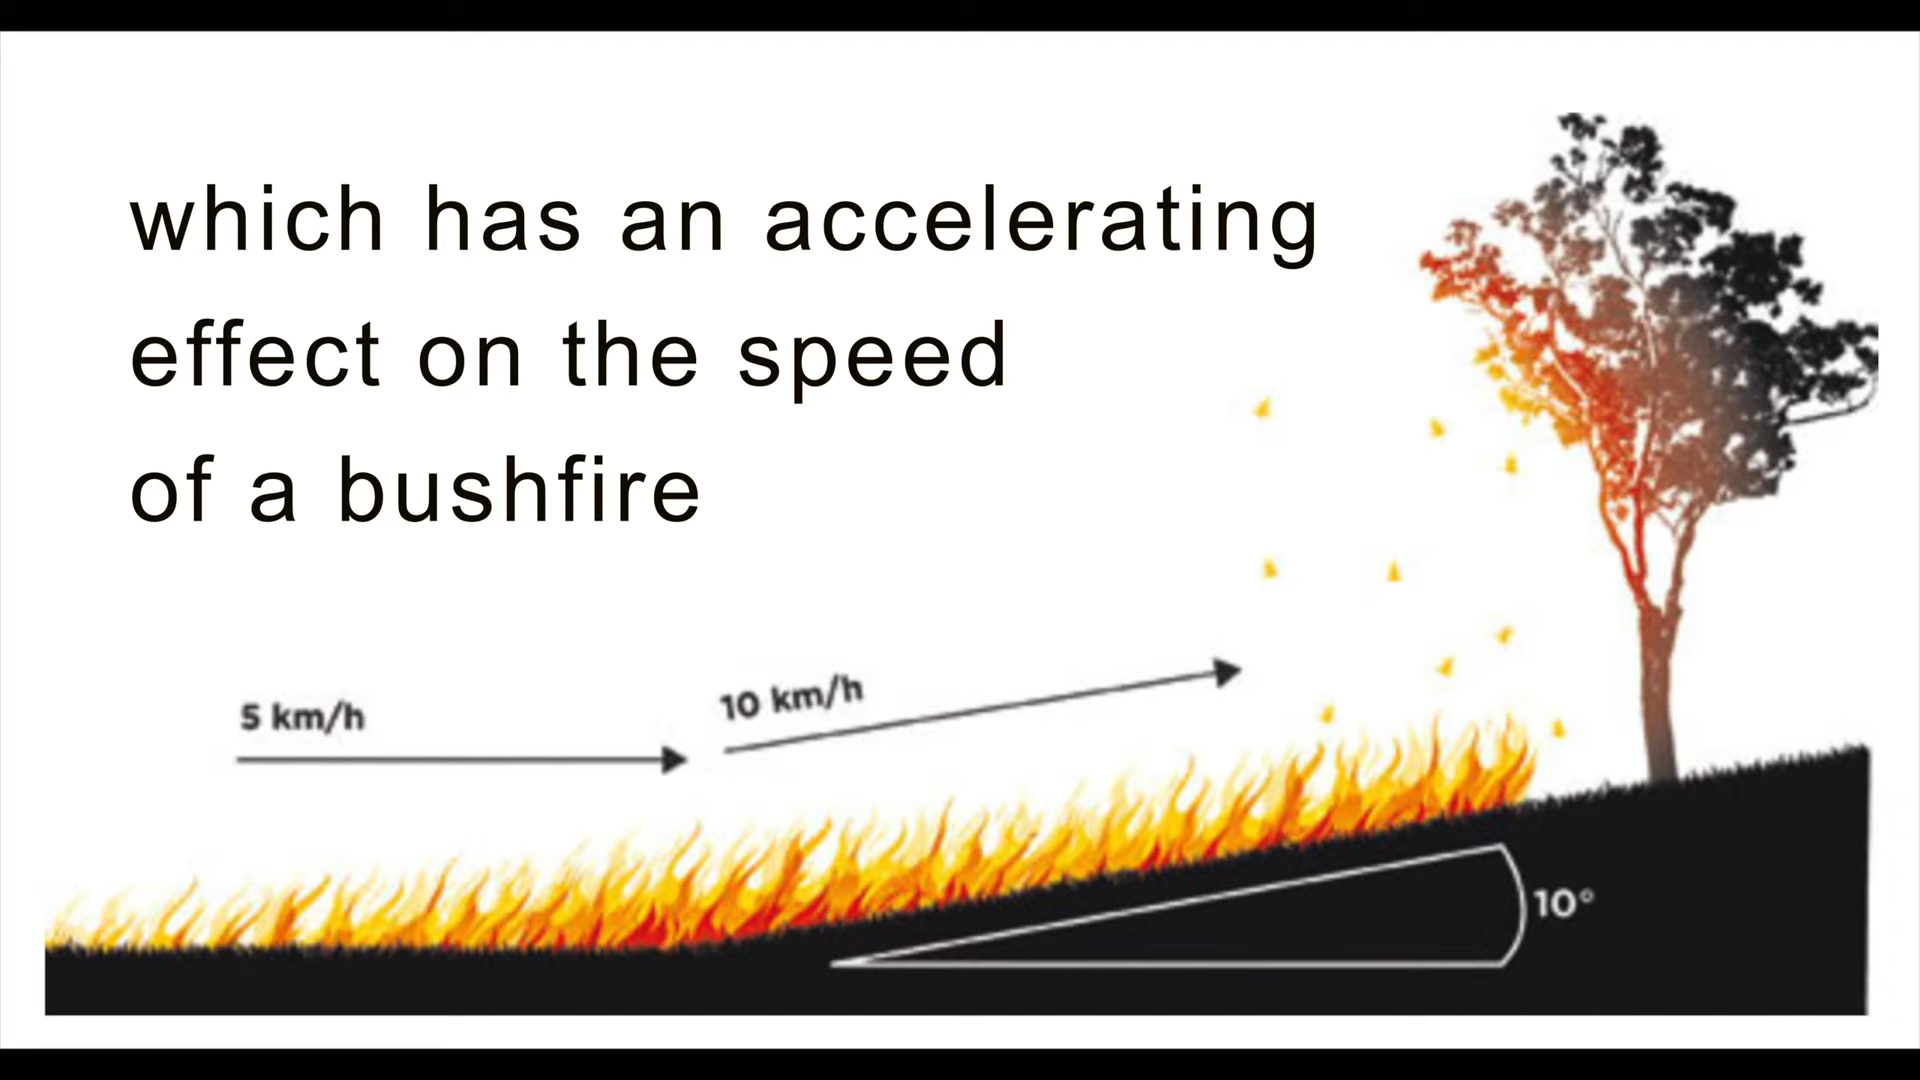 which has an accelerating
effect on the speed
of a bushfire
5 km/h
10 km/h
10°